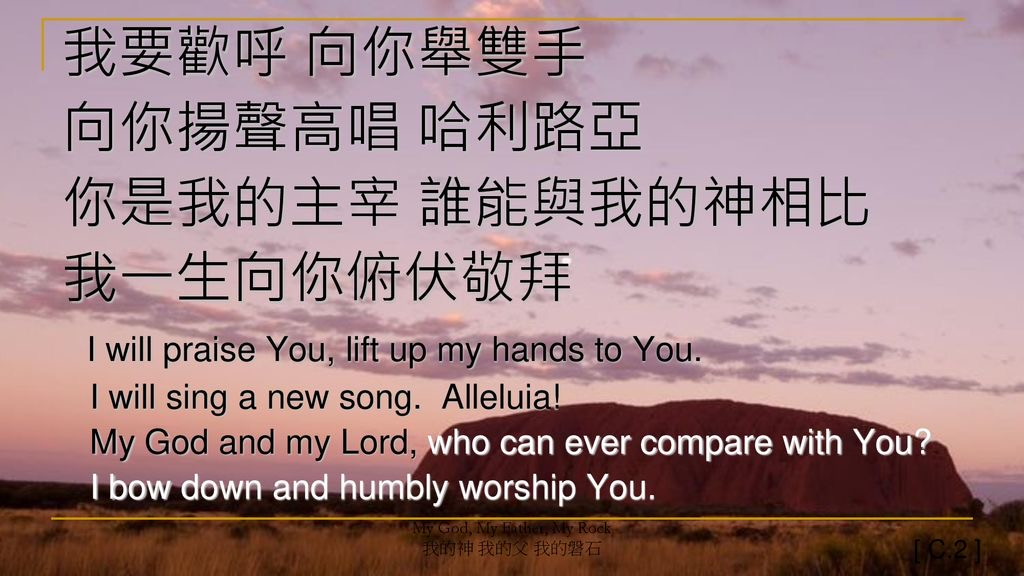 我要歡呼 向你舉雙手
向你揚聲高唱 哈利路亞
你是我的主宰 誰能與我的神相比
我一生向你俯伏敬拜
I will praise You, lift up my hands to You.
I will sing a new song.  Alleluia!
My God and my Lord, who can ever compare with You?
I bow down and humbly worship You.
My God, My Father, My Rock
我的神 我的父 我的磐石
[ C.2 ]